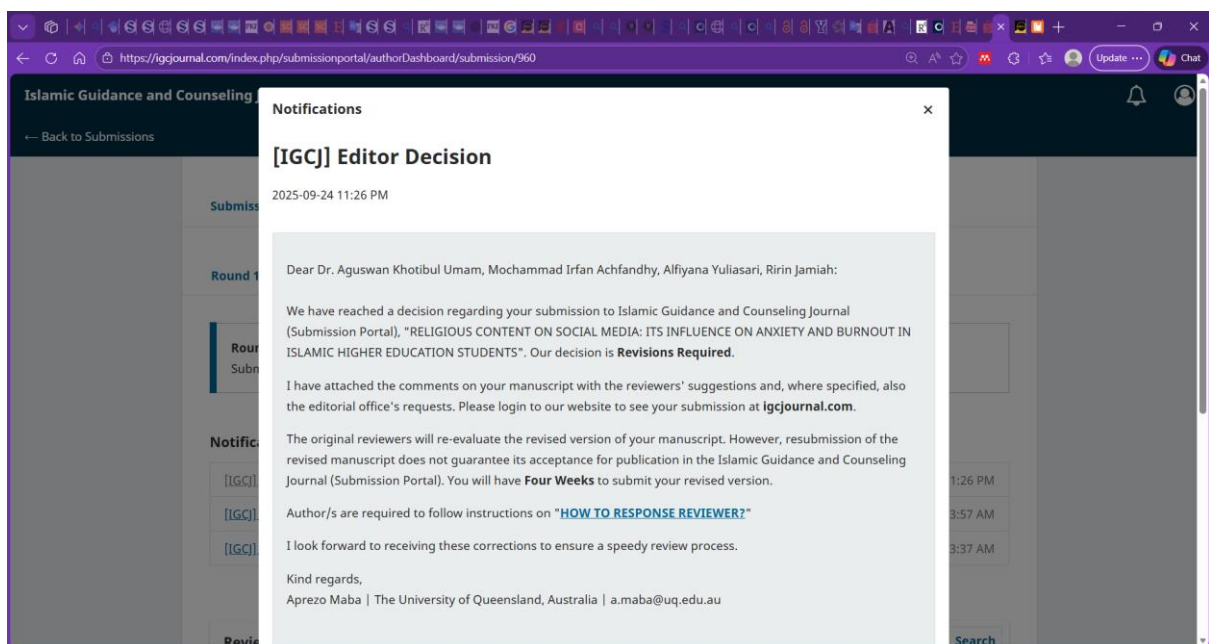 https://igcjournal.com/index.php/submissionportal/authorDashboard/submission/960
Update
Chat
Islamic Guidance and Counseling
← Back to Submissions
Notifications
[IGCJ] Editor Decision
2025-09-24 11:26 PM
Submiss
Round 1
Dear Dr. Aguswan Khotibul Umam, Mochammad Irfan Achfandhy, Alfiyana Yuliasari, Ririn Jamiah:
We have reached a decision regarding your submission to Islamic Guidance and Counseling Journal
(Submission Portal), "RELIGIOUS CONTENT ON SOCIAL MEDIA: ITS INFLUENCE ON ANXIETY AND BURNOUT IN
ISLAMIC HIGHER EDUCATION STUDENTS". Our decision is Revisions Required.
I have attached the comments on your manuscript with the reviewers' suggestions and, where specified, also
the editorial office's requests. Please login to our website to see your submission at igcjournal.com.
The original reviewers will re-evaluate the revised version of your manuscript. However, resubmission of the
revised manuscript does not guarantee its acceptance for publication in the Islamic Guidance and Counseling
Journal (Submission Portal). You will have Four Weeks to submit your revised version.
Author/s are required to follow instructions on "HOW TO RESPONSE REVIEWER?"
I look forward to receiving these corrections to ensure a speedy review process.
Kind regards,
Aprezo Maba | The University of Queensland, Australia | a.maba@uq.edu.au
Roun
Subn
Notific
[IGCJ]
1:26 PM
[IGCJ]
3:57 AM
[IGCJ]
3:37 AM
Revie
Search